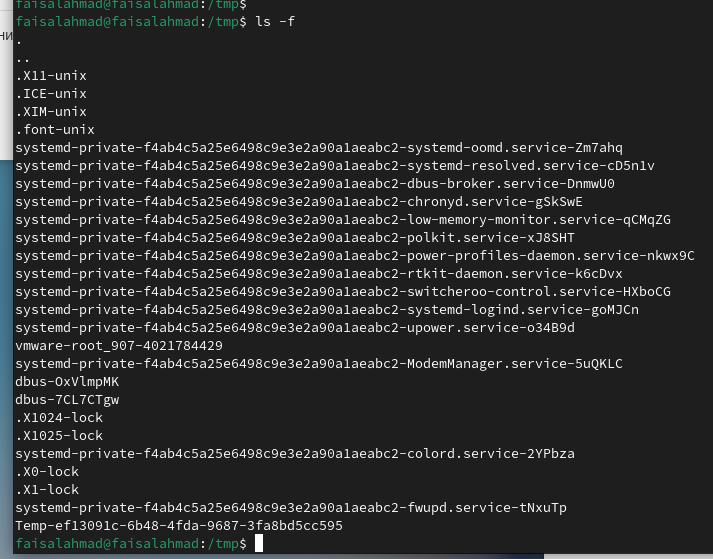 faisalahmad@faisalahmad:/tmp$
faisalahmad@faisalahmad:/tmp$ ls -f
.
..
.X11-unix
.ICE-unix
.XIM-unix
.font-unix
systemd-private-f4ab4c5a25e6498c9e3e2a90a1aeabc2-systemd-oomd.service-Zm7ahq
systemd-private-f4ab4c5a25e6498c9e3e2a90a1aeabc2-systemd-resolved.service-cD5n1v
systemd-private-f4ab4c5a25e6498c9e3e2a90a1aeabc2-dbus-broker.service-DnmwU0
systemd-private-f4ab4c5a25e6498c9e3e2a90a1aeabc2-chronyd.service-gSkSwE
systemd-private-f4ab4c5a25e6498c9e3e2a90a1aeabc2-low-memory-monitor.service-qCMqZG
systemd-private-f4ab4c5a25e6498c9e3e2a90a1aeabc2-polkit.service-xJ8SHT
systemd-private-f4ab4c5a25e6498c9e3e2a90a1aeabc2-power-profiles-daemon.service-nkwx9C
systemd-private-f4ab4c5a25e6498c9e3e2a90a1aeabc2-rtkit-daemon.service-k6cDvx
systemd-private-f4ab4c5a25e6498c9e3e2a90a1aeabc2-switcheroo-control.service-HXboCG
systemd-private-f4ab4c5a25e6498c9e3e2a90a1aeabc2-systemd-logind.service-goMJCn
systemd-private-f4ab4c5a25e6498c9e3e2a90a1aeabc2-upower.service-o34B9d
vmware-root_907-4021784429
systemd-private-f4ab4c5a25e6498c9e3e2a90a1aeabc2-ModemManager.service-5uQKLC
dbus-OxVlmpMK
dbus-7CL7CTgw
.X1024-lock
.X1025-lock
systemd-private-f4ab4c5a25e6498c9e3e2a90a1aeabc2-colord.service-2YPbza
.X0-lock
.X1-lock
systemd-private-f4ab4c5a25e6498c9e3e2a90a1aeabc2-fwupd.service-tNxuTp
Temp-ef13091c-6b48-4fda-9687-3fa8bd5cc595
faisalahmad@faisalahmad:/tmp$